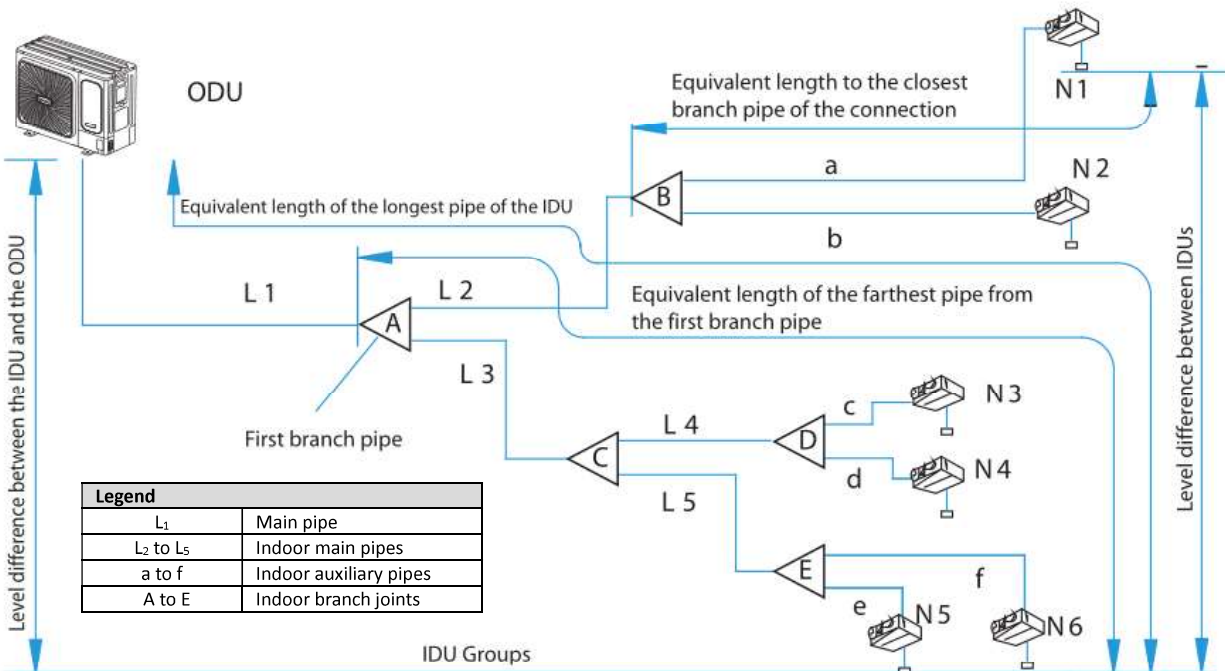 ODU
Equivalent length to the closest
branch pipe of the connection
N1
a
N 2
B
b
Equivalent length of the longest pipe of the IDU
Level difference between the IDU and the ODU
Level difference between IDUs
L 1
L 2
A
Equivalent length of the farthest pipe from
the first branch pipe
L 3
First branch pipe
c
N 3
L 4
D
C
d
N 4
L 5
Legend
L₁ Main pipe
L₂ to L₅ Indoor main pipes
a to f Indoor auxiliary pipes
A to E Indoor branch joints
E
f
e
N 5
N 6
IDU Groups